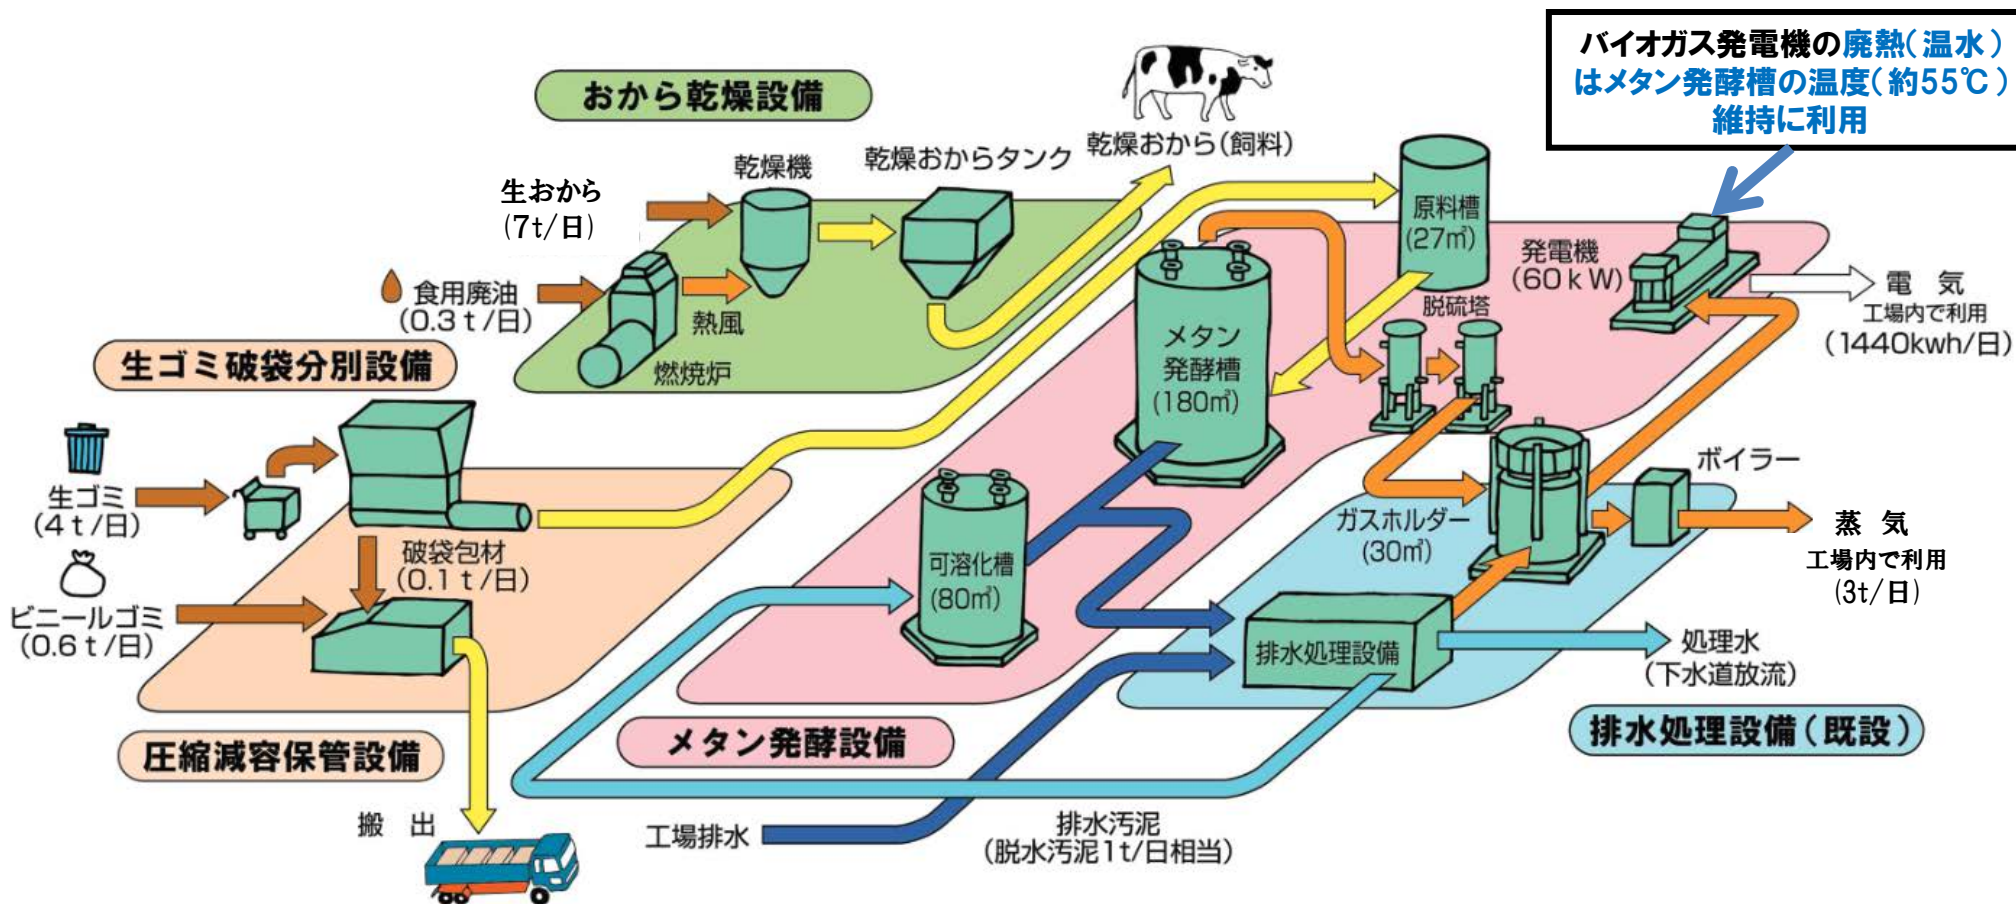 バイオガス発電機の廃熱(温水)
はメタン発酵槽の温度(約55℃)
維持に利用
おから乾燥設備
乾燥おから(飼料)
乾燥機
乾燥おからタンク
生おから
(7t/日)
食用廃油
(0.3t/日)
熱風
燃焼炉
原料槽
(27㎥)
発電機
(60kW)
脱硫塔
電 気
工場内で利用
(1440kwh/日)
メタン
発酵槽
(180㎥)
生ゴミ破袋分別設備
生ゴミ
(4t/日)
破袋包材
(0.1t/日)
ビニールゴミ
(0.6t/日)
可溶化槽
(80㎥)
ガスホルダー
(30㎥)
ボイラー
蒸 気
工場内で利用
(3t/日)
排水処理設備
処理水
(下水道放流)
圧縮減容保管設備
メタン発酵設備
排水処理設備(既設)
搬 出
工場排水
排水汚泥
(脱水汚泥1t/日相当)